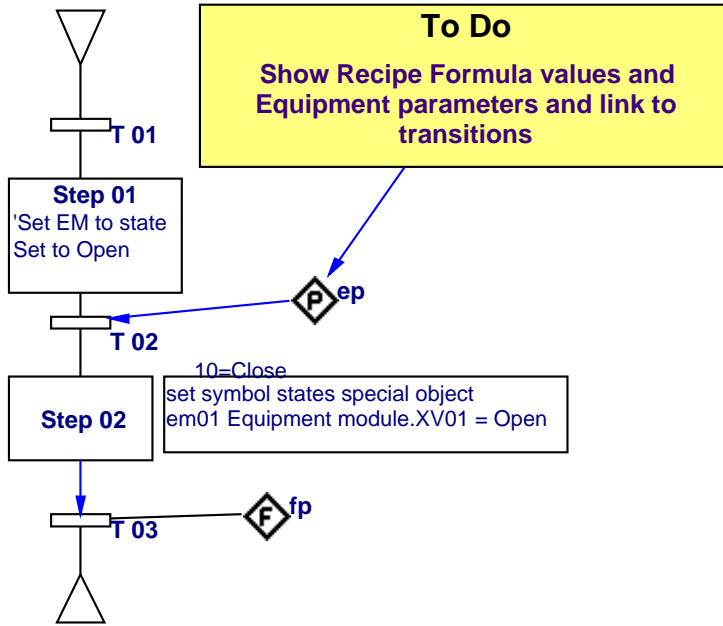 To Do
Show Recipe Formula values and
Equipment parameters and link to
transitions
T 01
Step 01
'Set EM to state
Set to Open
P
ep
T 02
10=Close
set symbol states special object
em01 Equipment module.XV01 = Open
Step 02
F
fp
T 03